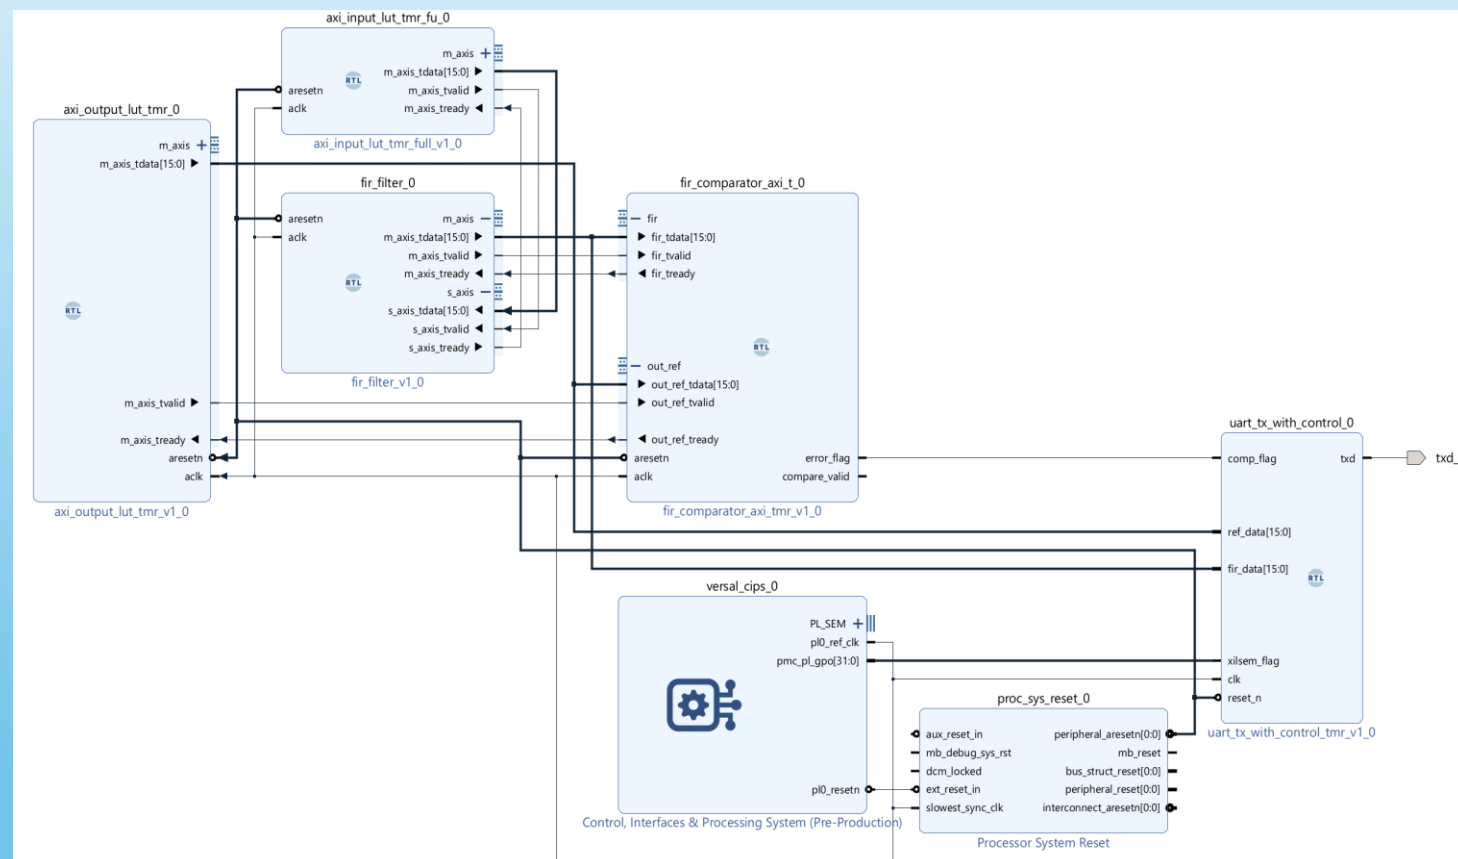 axi_input_lut_tmr_fu_0
m_axis
m_axis_tdata[15:0]
RTL
aresetn
m_axis_tvalid
aclk
m_axis_tready
axi_input_lut_tmr_full_v1_0
axi_output_lut_tmr_0
m_axis
m_axis_tdata[15:0]
RTL
m_axis_tvalid
m_axis_tready
aresetn
aclk
axi_output_lut_tmr_v1_0
fir_filter_0
aresetn
m_axis
aclk
m_axis_tdata[15:0]
m_axis_tvalid
m_axis_tready
RTL
s_axis
s_axis_tdata[15:0]
s_axis_tvalid
s_axis_tready
fir_filter_v1_0
fir_comparator_axi_t_0
fir
fir_tdata[15:0]
fir_tvalid
fir_tready
RTL
out_ref
out_ref_tdata[15:0]
out_ref_tvalid
out_ref_tready
aresetn
error_flag
aclk
compare_valid
fir_comparator_axi_tmr_v1_0
uart_tx_with_control_0
comp_flag
txd
txd_
ref_data[15:0]
fir_data[15:0]
RTL
xilsem_flag
clk
reset_n
uart_tx_with_control_tmr_v1_0
versal_cips_0
PL_SEM
pl0_ref_clk
pmc_pl_gpo[31:0]
pl0_resetn
Control, Interfaces & Processing System (Pre-Production)
proc_sys_reset_0
aux_reset_in
peripheral_aresetn[0:0]
mb_debug_sys_rst
mb_reset
dcm_locked
bus_struct_reset[0:0]
ext_reset_in
peripheral_reset[0:0]
slowest_sync_clk
interconnect_aresetn[0:0]
Processor System Reset